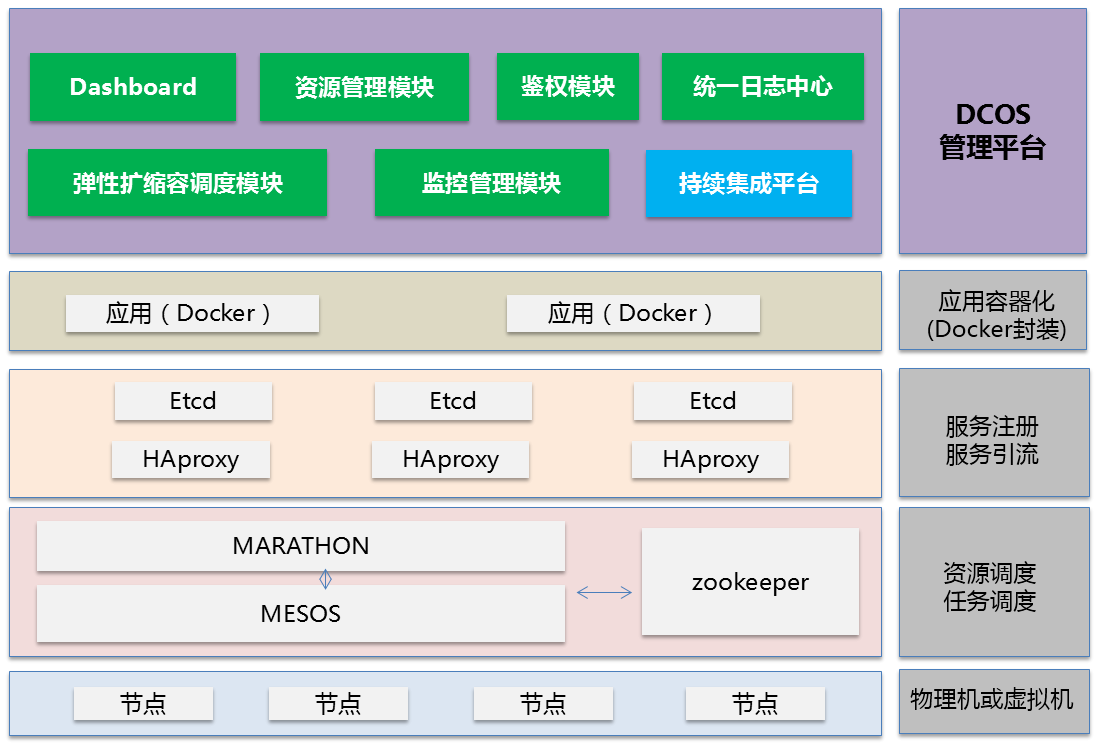 Dashboard
资源管理模块
鉴权模块
统一日志中心
弹性扩缩容调度模块
监控管理模块
持续集成平台
DCOS
管理平台
应用（Docker）
应用（Docker）
应用容器化
(Docker封装)
Etcd
Etcd
Etcd
HAproxy
HAproxy
HAproxy
服务注册
服务引流
MARATHON
MESOS
zookeeper
资源调度
任务调度
节点
节点
节点
节点
物理机或虚拟机